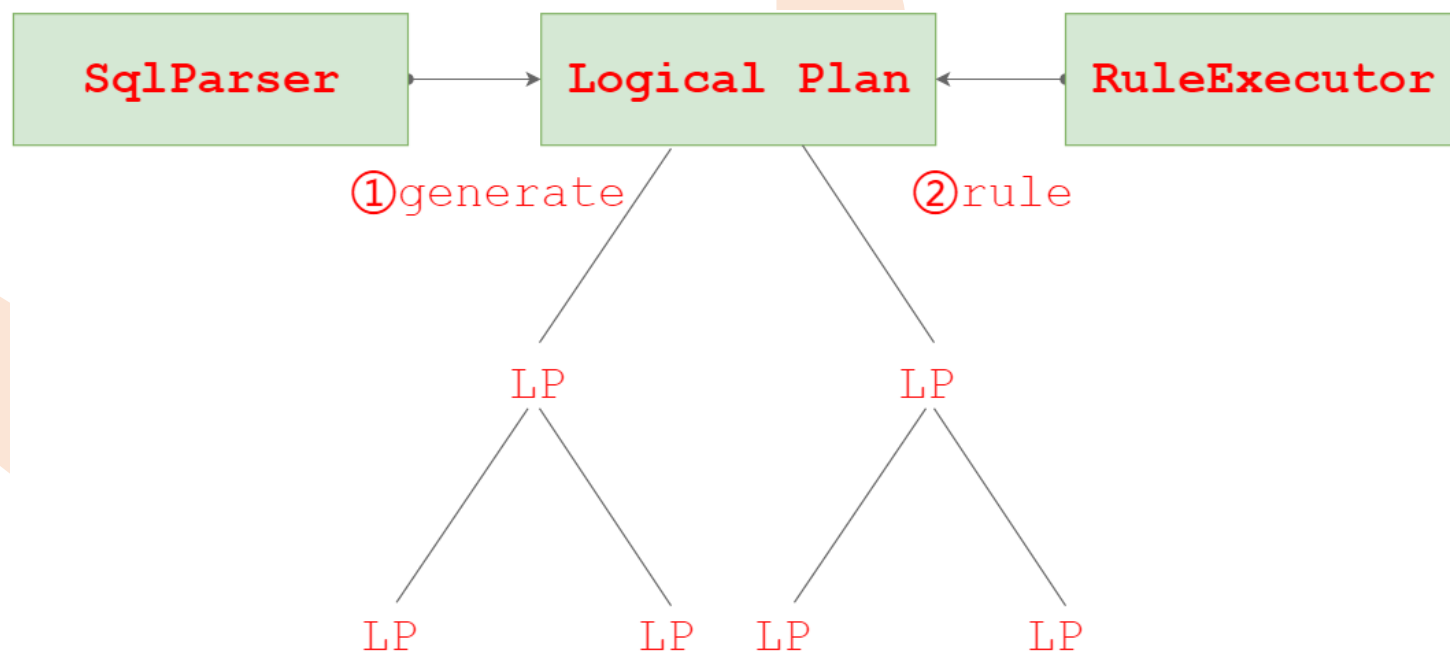 SqlParser
Logical Plan
RuleExecutor
①generate
②rule
LP
LP
LP
LP
LP
LP